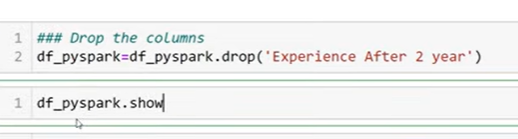 1 ### Drop the columns
2 df_pyspark=df_pyspark.drop('Experience After 2 year')
1 df_pyspark.show